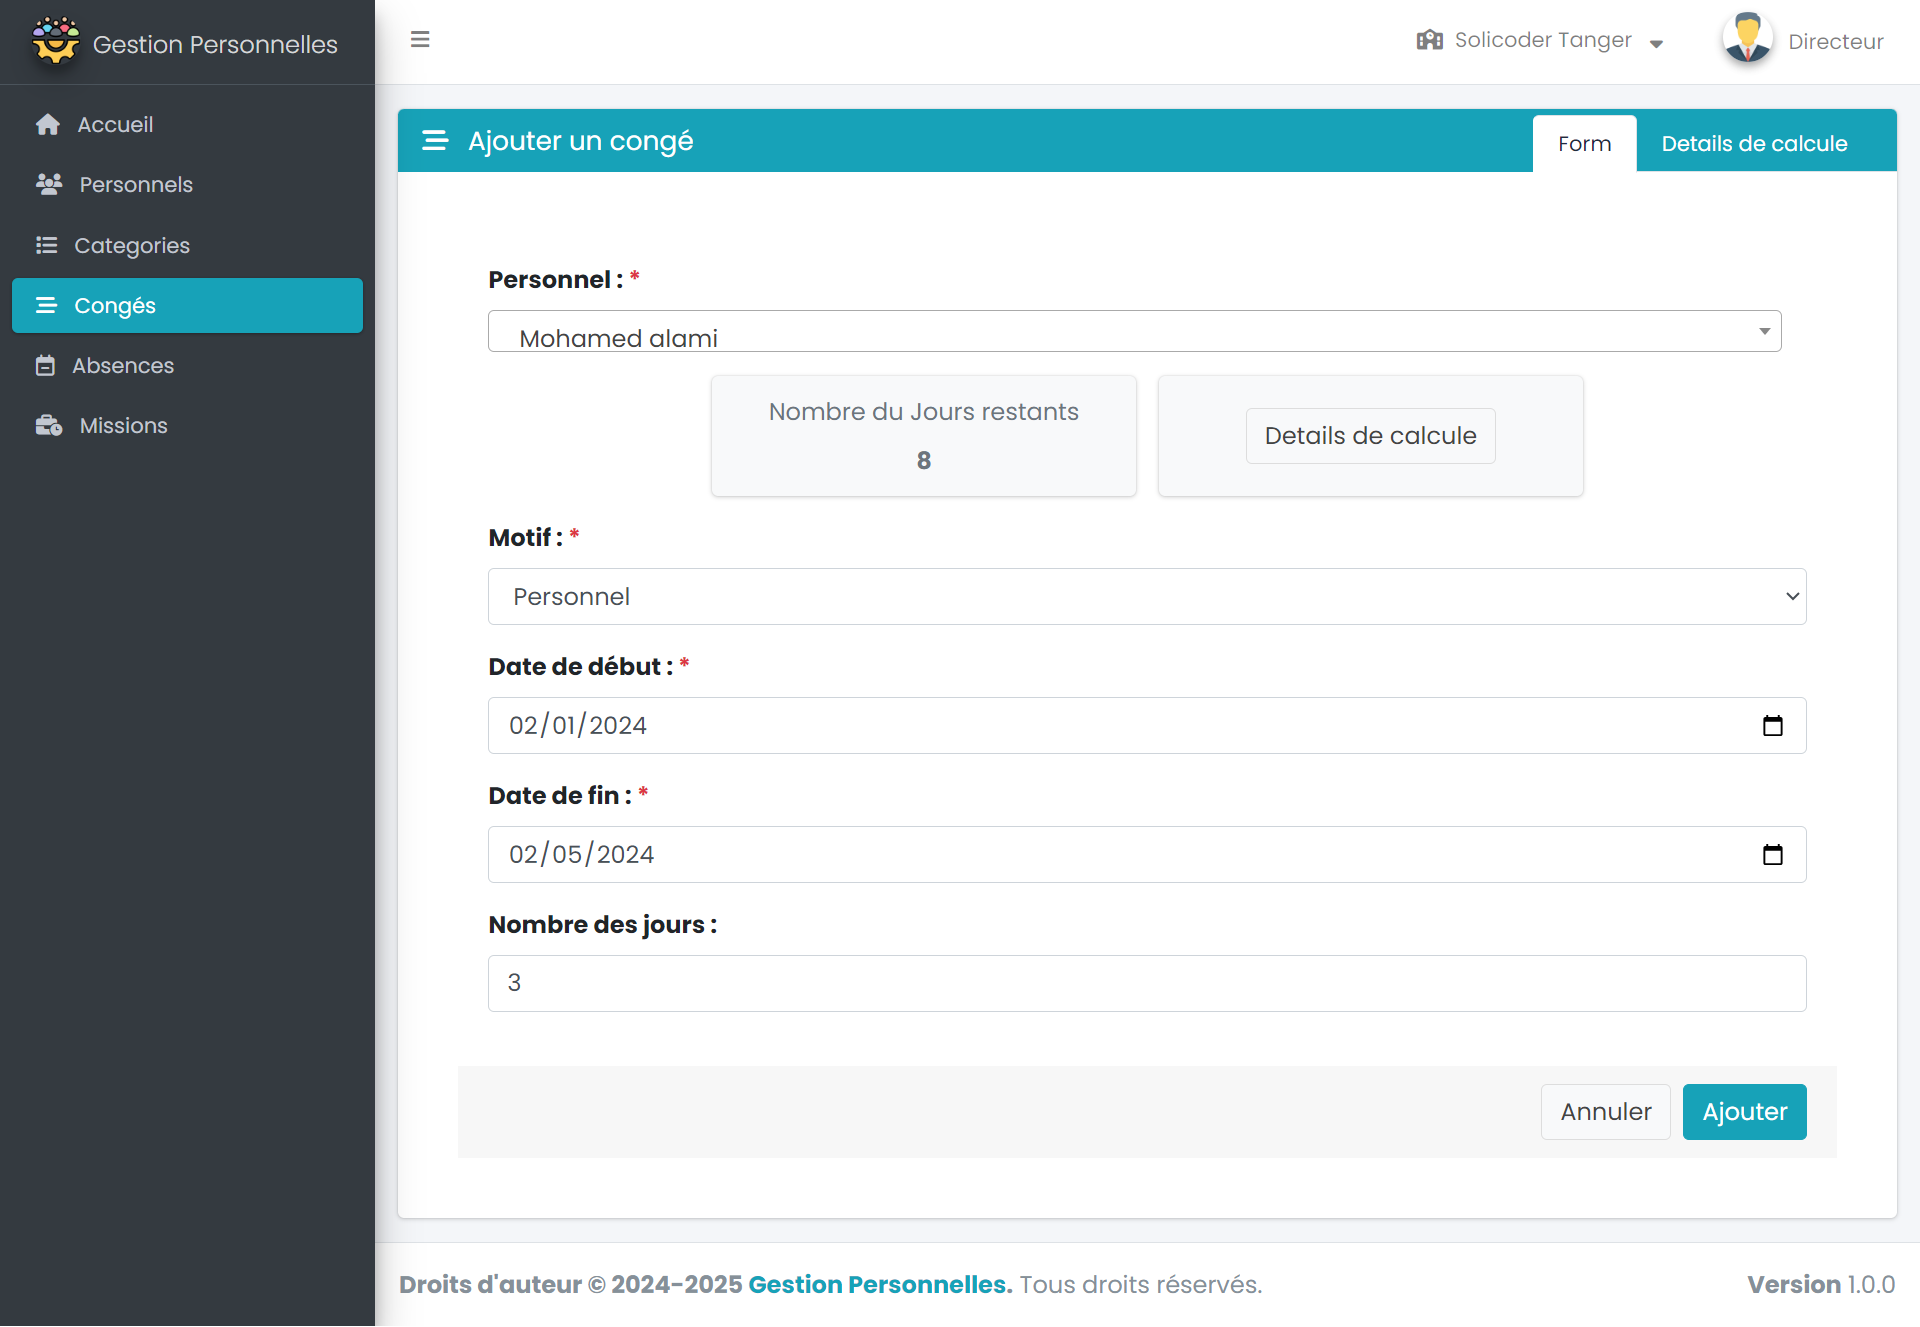 Gestion Personnelles
Solicoder Tanger
Directeur
Accueil
Personnels
Categories
Congés
Absences
Missions
Ajouter un congé
Form
Details de calcule
Personnel : *
Mohamed alami
Nombre du Jours restants
8
Details de calcule
Motif : *
Personnel
Date de début : *
02/01/2024
Date de fin : *
02/05/2024
Nombre des jours :
3
Annuler
Ajouter
Droits d'auteur © 2024-2025 Gestion Personnelles. Tous droits réservés.
Version 1.0.0